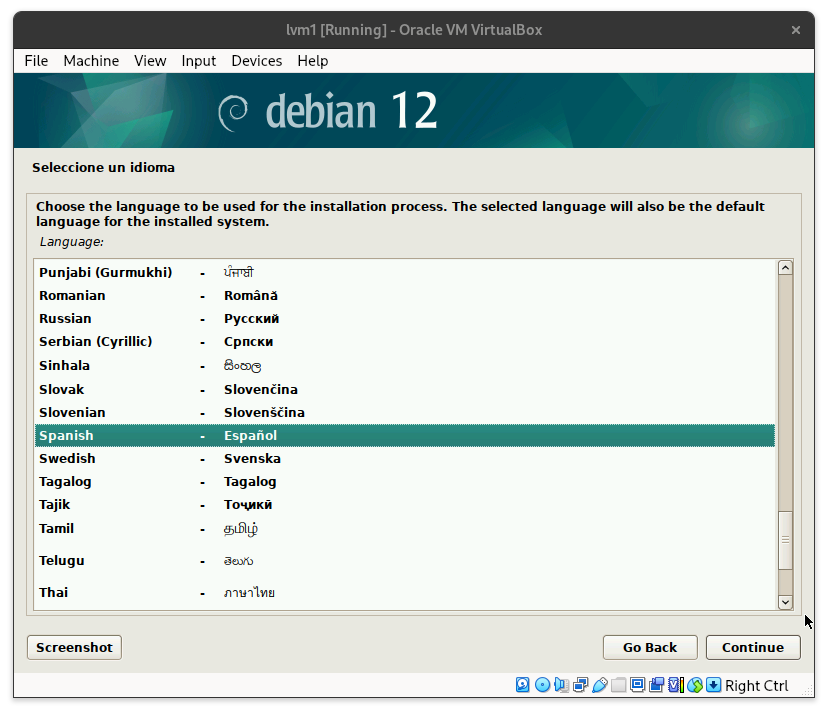 lvm1 [Running] - Oracle VM VirtualBox
File Machine View Input Devices Help
debian 12
Seleccione un idioma
Choose the language to be used for the installation process. The selected language will also be the default
language for the installed system.
Language:
Punjabi (Gurmukhi) - ਪੰਜਾਬੀ
Romanian - Română
Russian - Русский
Serbian (Cyrillic) - Српски
Sinhala - සිංහල
Slovak - Slovenčina
Slovenian - Slovenščina
Spanish - Español
Swedish - Svenska
Tagalog - Tagalog
Tajik - Тоҷикӣ
Tamil - தமிழ்
Telugu - తెలుగు
Thai - ภาษาไทย
Screenshot Go Back Continue
Right Ctrl